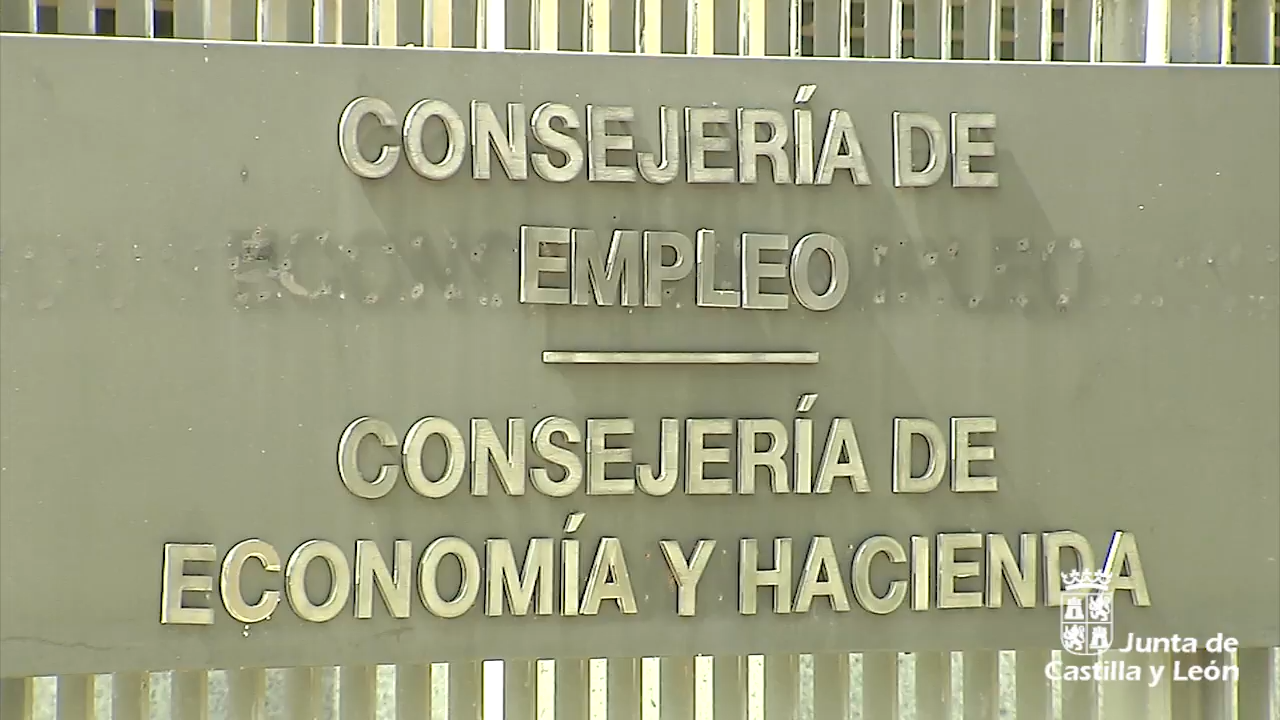 CONSEJERÍA DE
EMPLEO
CONSEJERÍA DE
ECONOMÍA Y HACIENDA
Junta de
Castilla y León